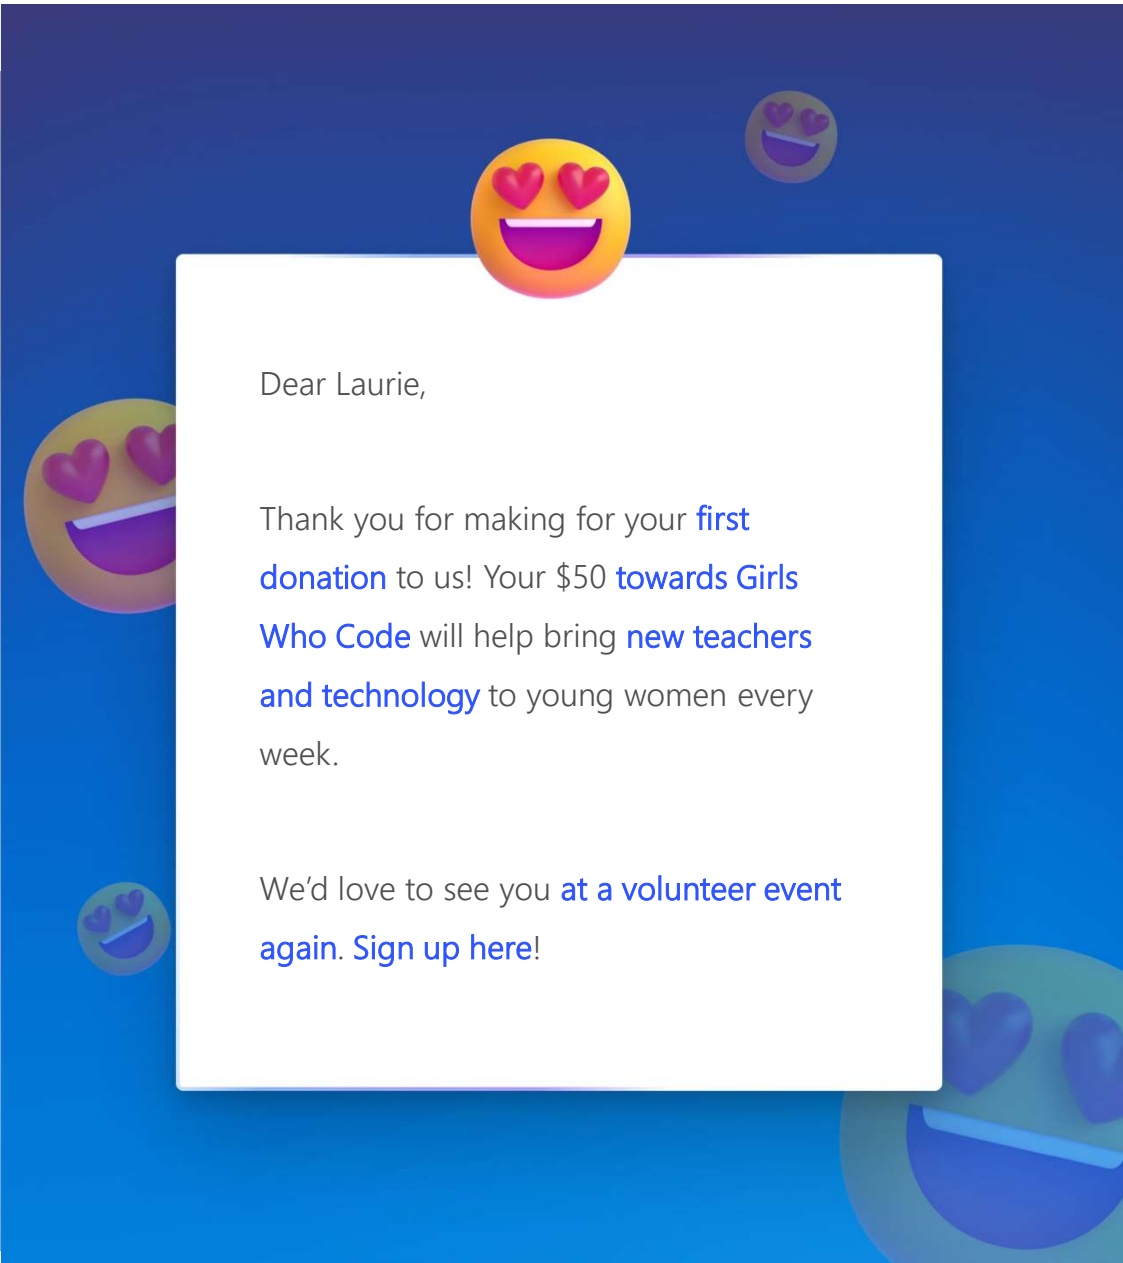 Dear Laurie,
Thank you for making for your first
donation to us! Your $50 towards Girls
Who Code will help bring new teachers
and technology to young women every
week.
We’d love to see you at a volunteer event
again. Sign up here!